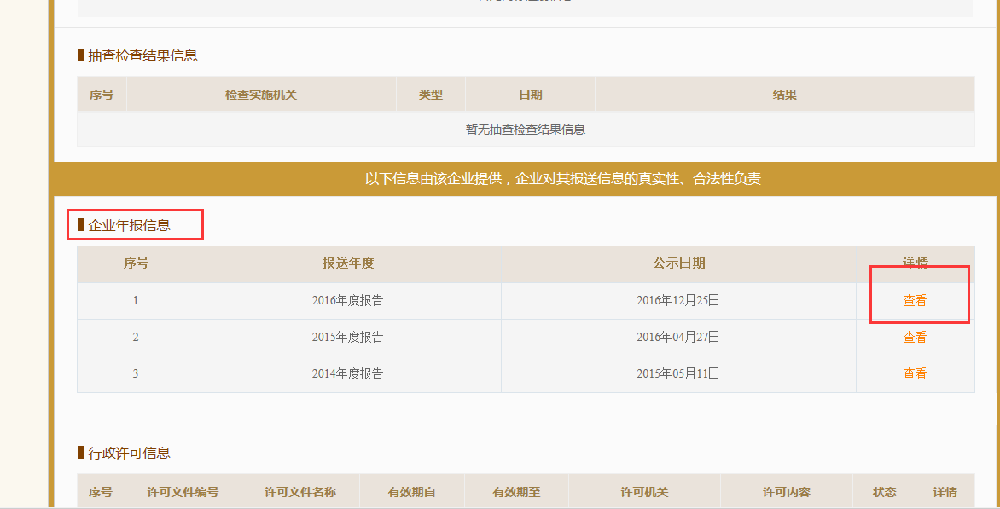 抽查检查结果信息
序号 检查实施机关 类型 日期 结果
暂无抽查检查结果信息
以下信息由该企业提供，企业对其报送信息的真实性、合法性负责
企业年报信息
序号 报送年度 公示日期 详情
1 2016年度报告 2016年12月25日 查看
2 2015年度报告 2016年04月27日 查看
3 2014年度报告 2015年05月11日 查看
行政许可信息
序号 许可文件编号 许可文件名称 有效期自 有效期至 许可机关 许可内容 状态 详情